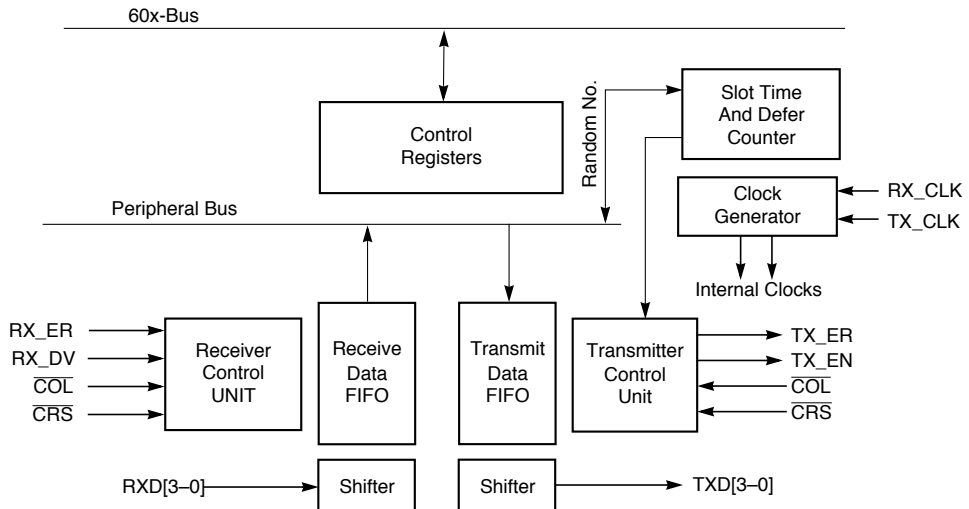 60x-Bus
Random No.
Slot Time
And Defer
Counter
Control
Registers
Clock
Generator
RX_CLK
TX_CLK
Peripheral Bus
Internal Clocks
RX_ER
RX_DV
COL
CRS
Receiver
Control
UNIT
Receive
Data
FIFO
Transmit
Data
FIFO
Transmitter
Control
Unit
TX_ER
TX_EN
COL
CRS
RXD[3–0]
Shifter
Shifter
TXD[3–0]